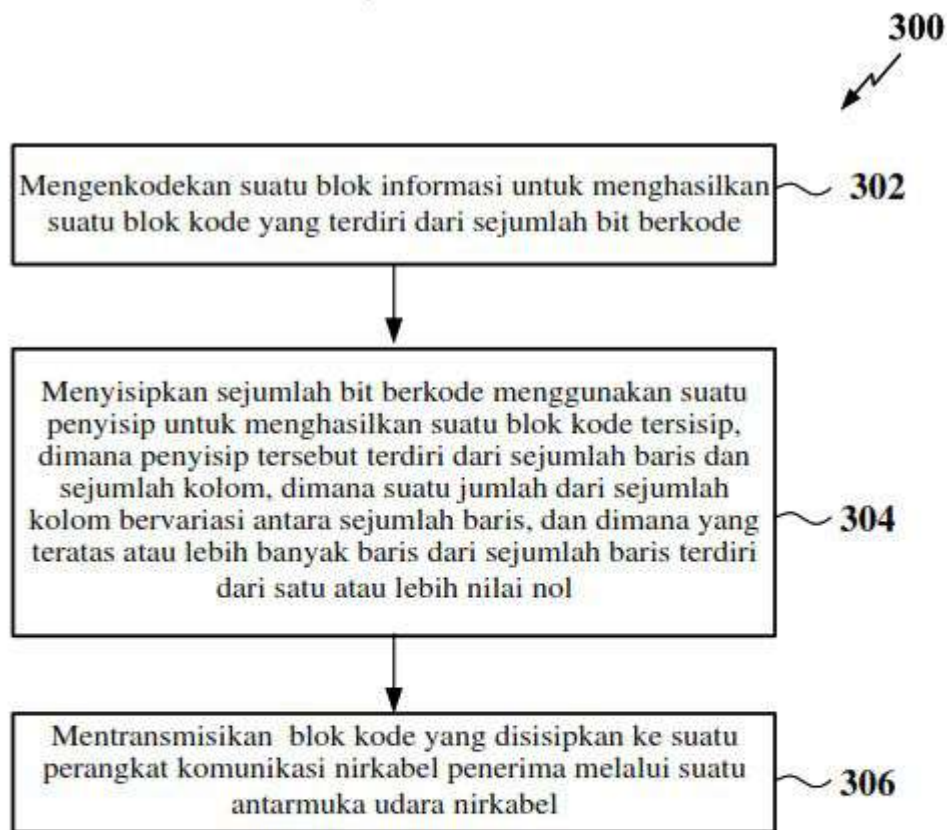 300
Mengenkodekan suatu blok informasi untuk menghasilkan
suatu blok kode yang terdiri dari sejumlah bit berkode
302
Menyisipkan sejumlah bit berkode menggunakan suatu
penyisip untuk menghasilkan suatu blok kode tersisip,
dimana penyisip tersebut terdiri dari sejumlah baris dan
sejumlah kolom, dimana suatu jumlah dari sejumlah
kolom bervariasi antara sejumlah baris, dan dimana yang
teratas atau lebih banyak baris dari sejumlah baris terdiri
dari satu atau lebih nilai nol
304
Mentransmisikan blok kode yang disisipkan ke suatu
perangkat komunikasi nirkabel penerima melalui suatu
antarmuka udara nirkabel
306